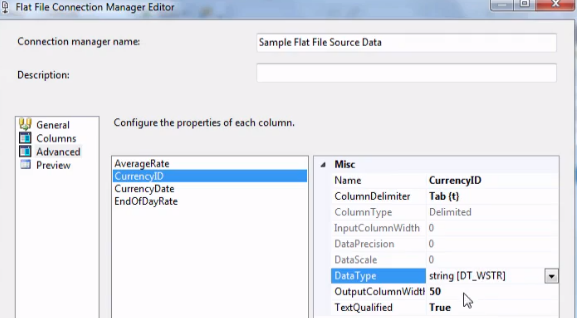 Flat File Connection Manager Editor
Connection manager name: Sample Flat File Source Data
Description:
General
Columns
Advanced
Preview
Configure the properties of each column.
AverageRate
CurrencyID
CurrencyDate
EndOfDayRate
Misc
Name CurrencyID
ColumnDelimiter Tab {t}
ColumnType Delimited
InputColumnWidth 0
DataPrecision 0
DataScale 0
DataType string [DT_WSTR]
OutputColumnWidt 50
TextQualified True